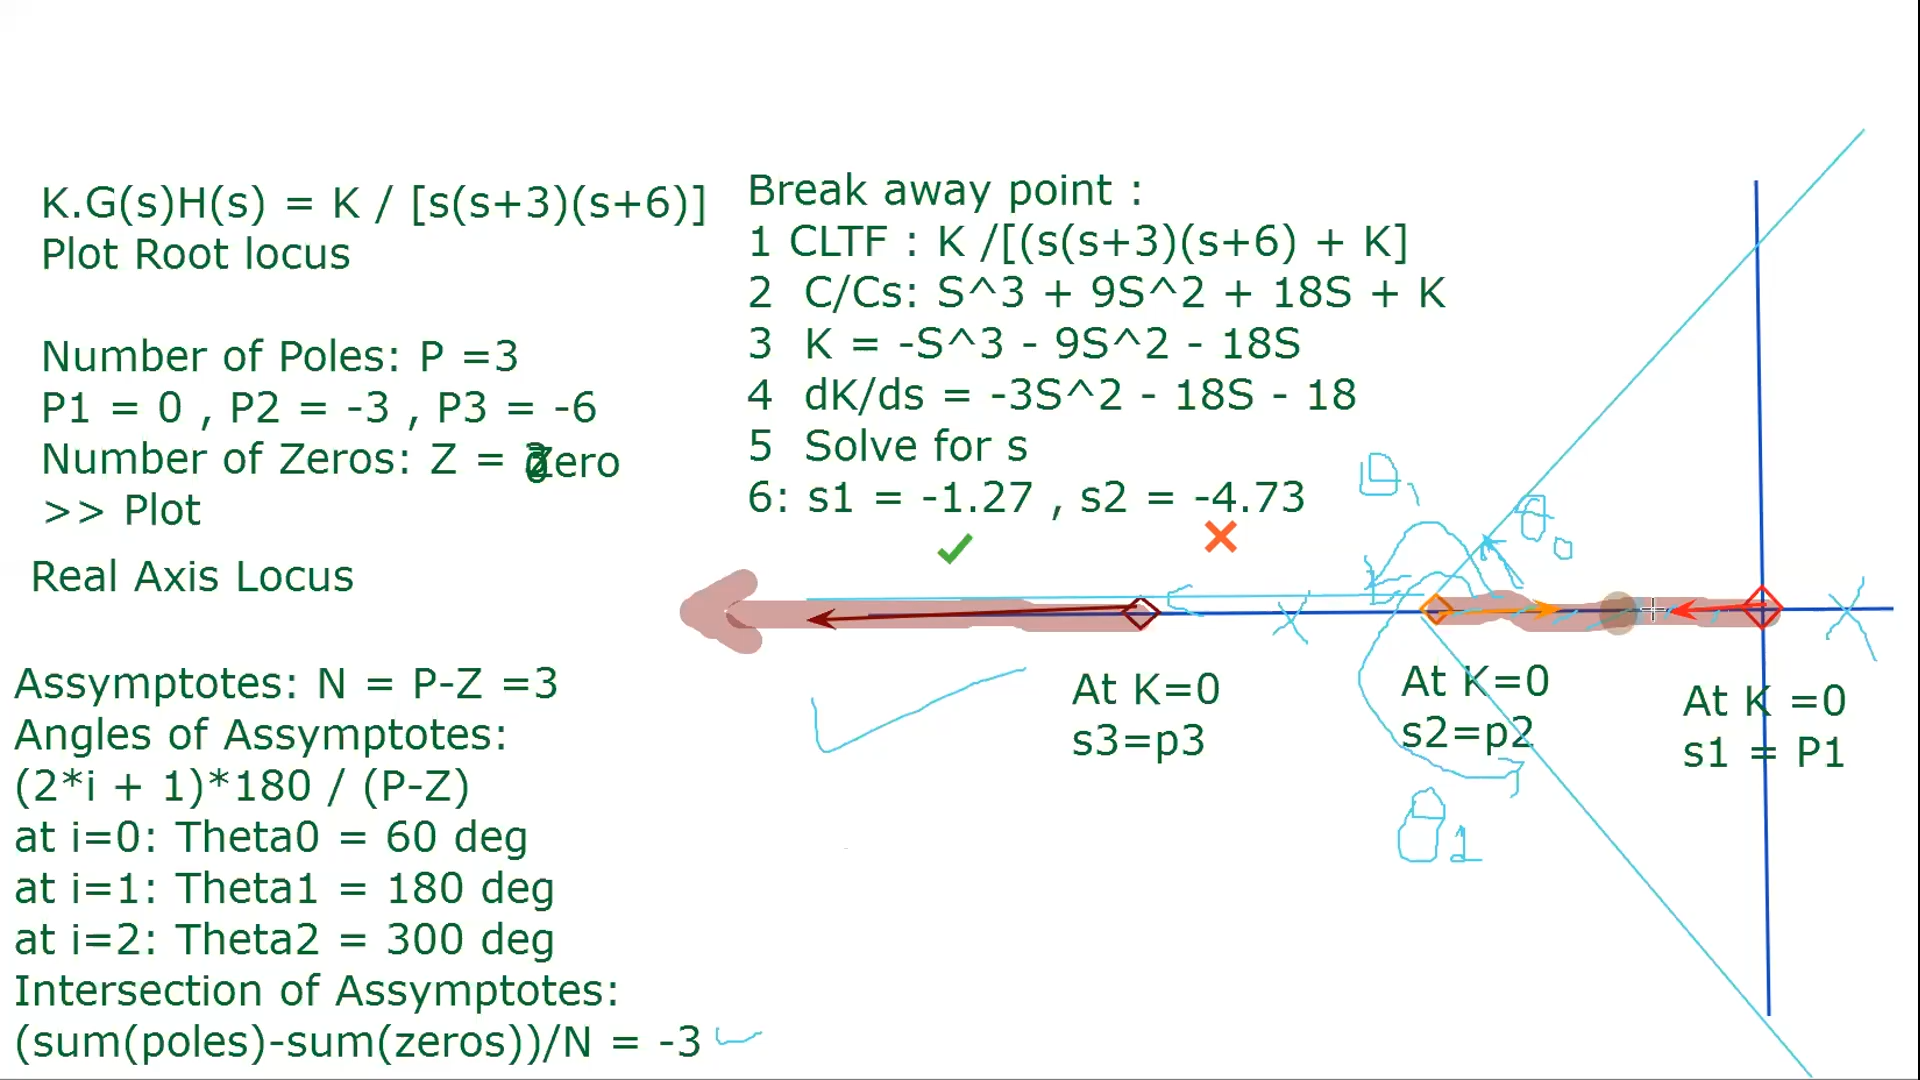 K.G(s)H(s) = K / [s(s+3)(s+6)]
Plot Root locus
Number of Poles: P =3
P1 = 0 , P2 = -3 , P3 = -6
Number of Zeros: Z = Zero
>> Plot
Real Axis Locus
Assymptotes: N = P-Z =3
Angles of Assymptotes:
(2*i + 1)*180 / (P-Z)
at i=0: Theta0 = 60 deg
at i=1: Theta1 = 180 deg
at i=2: Theta2 = 300 deg
Intersection of Assymptotes:
(sum(poles)-sum(zeros))/N = -3
Break away point :
1 CLTF : K /[(s(s+3)(s+6) + K]
2 C/Cs: S^3 + 9S^2 + 18S + K
3 K = -S^3 - 9S^2 - 18S
4 dK/ds = -3S^2 - 18S - 18
5 Solve for s
6: s1 = -1.27 , s2 = -4.73
At K=0
s3=p3
At K=0
s2=p2
At K =0
s1 = P1